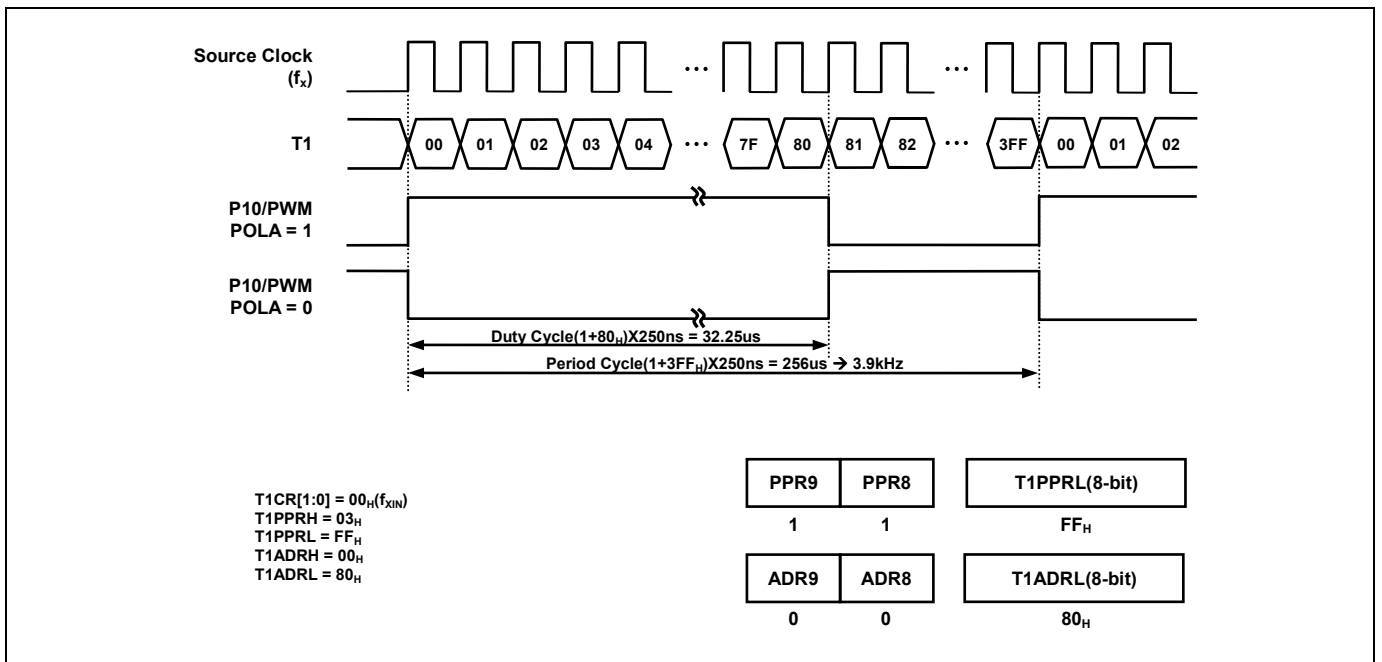 Source Clock
(fx)
...
...
T1
00 01 02 03 04 ... 7F 80 81 82 ... 3FF 00 01 02
P10/PWM
POLA = 1
P10/PWM
POLA = 0
Duty Cycle(1+80H)X250ns = 32.25us
Period Cycle(1+3FFH)X250ns = 256us → 3.9kHz
T1CR[1:0] = 00H(fXIN)
T1PPRH = 03H
T1PPRL = FFH
T1ADRH = 00H
T1ADRL = 80H
PPR9 PPR8 T1PPRL(8-bit)
1 1 FFH
ADR9 ADR8 T1ADRL(8-bit)
0 0 80H